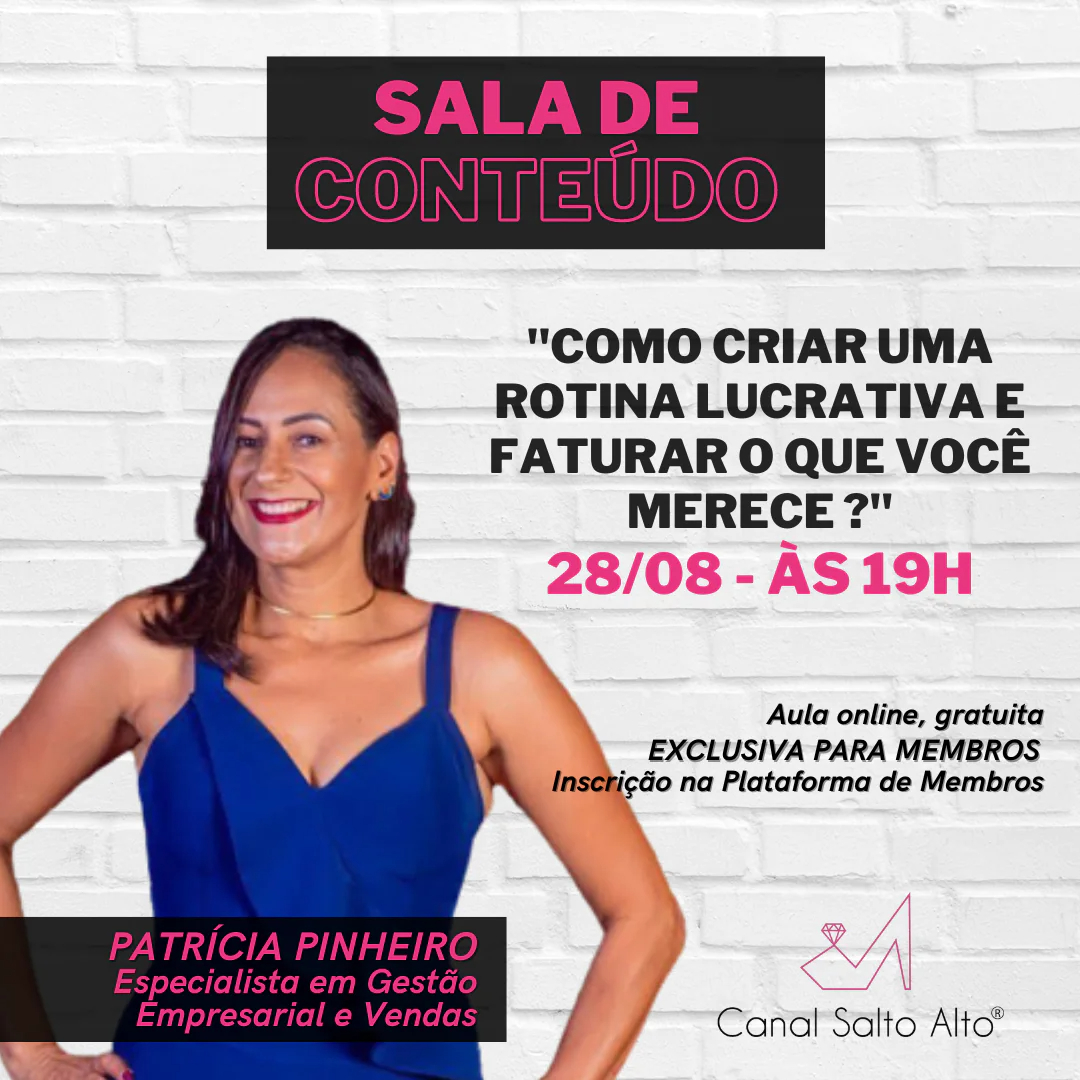 SALA DE
CONTEÚDO
"COMO CRIAR UMA
ROTINA LUCRATIVA E
FATURAR O QUE VOCÊ
MERECE ?"
28/08 - ÀS 19H
Aula online, gratuita
EXCLUSIVA PARA MEMBROS
Inscrição na Plataforma de Membros
PATRÍCIA PINHEIRO
Especialista em Gestão
Empresarial e Vendas
Canal Salto Alto®